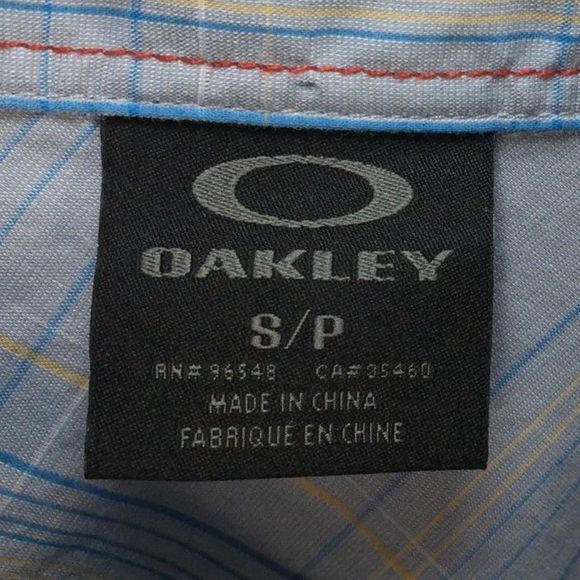 OAKLEY
S/P
RN# 96548 CA# 35460
MADE IN CHINA
FABRIQUÉ EN CHINE